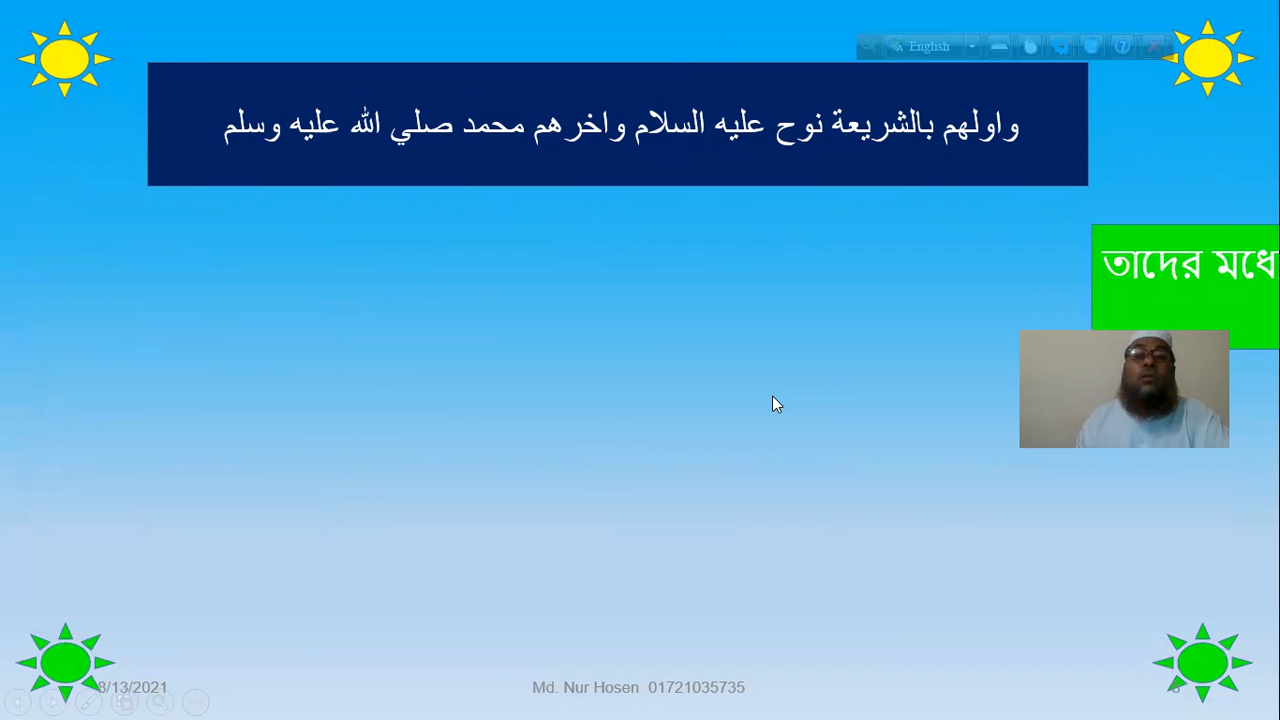 English
واولهم بالشريعة نوح عليه السلام واخرهم محمد صلي الله عليه وسلم
তাদের মধ্যে
8/13/2021
Md. Nur Hosen 01721035735